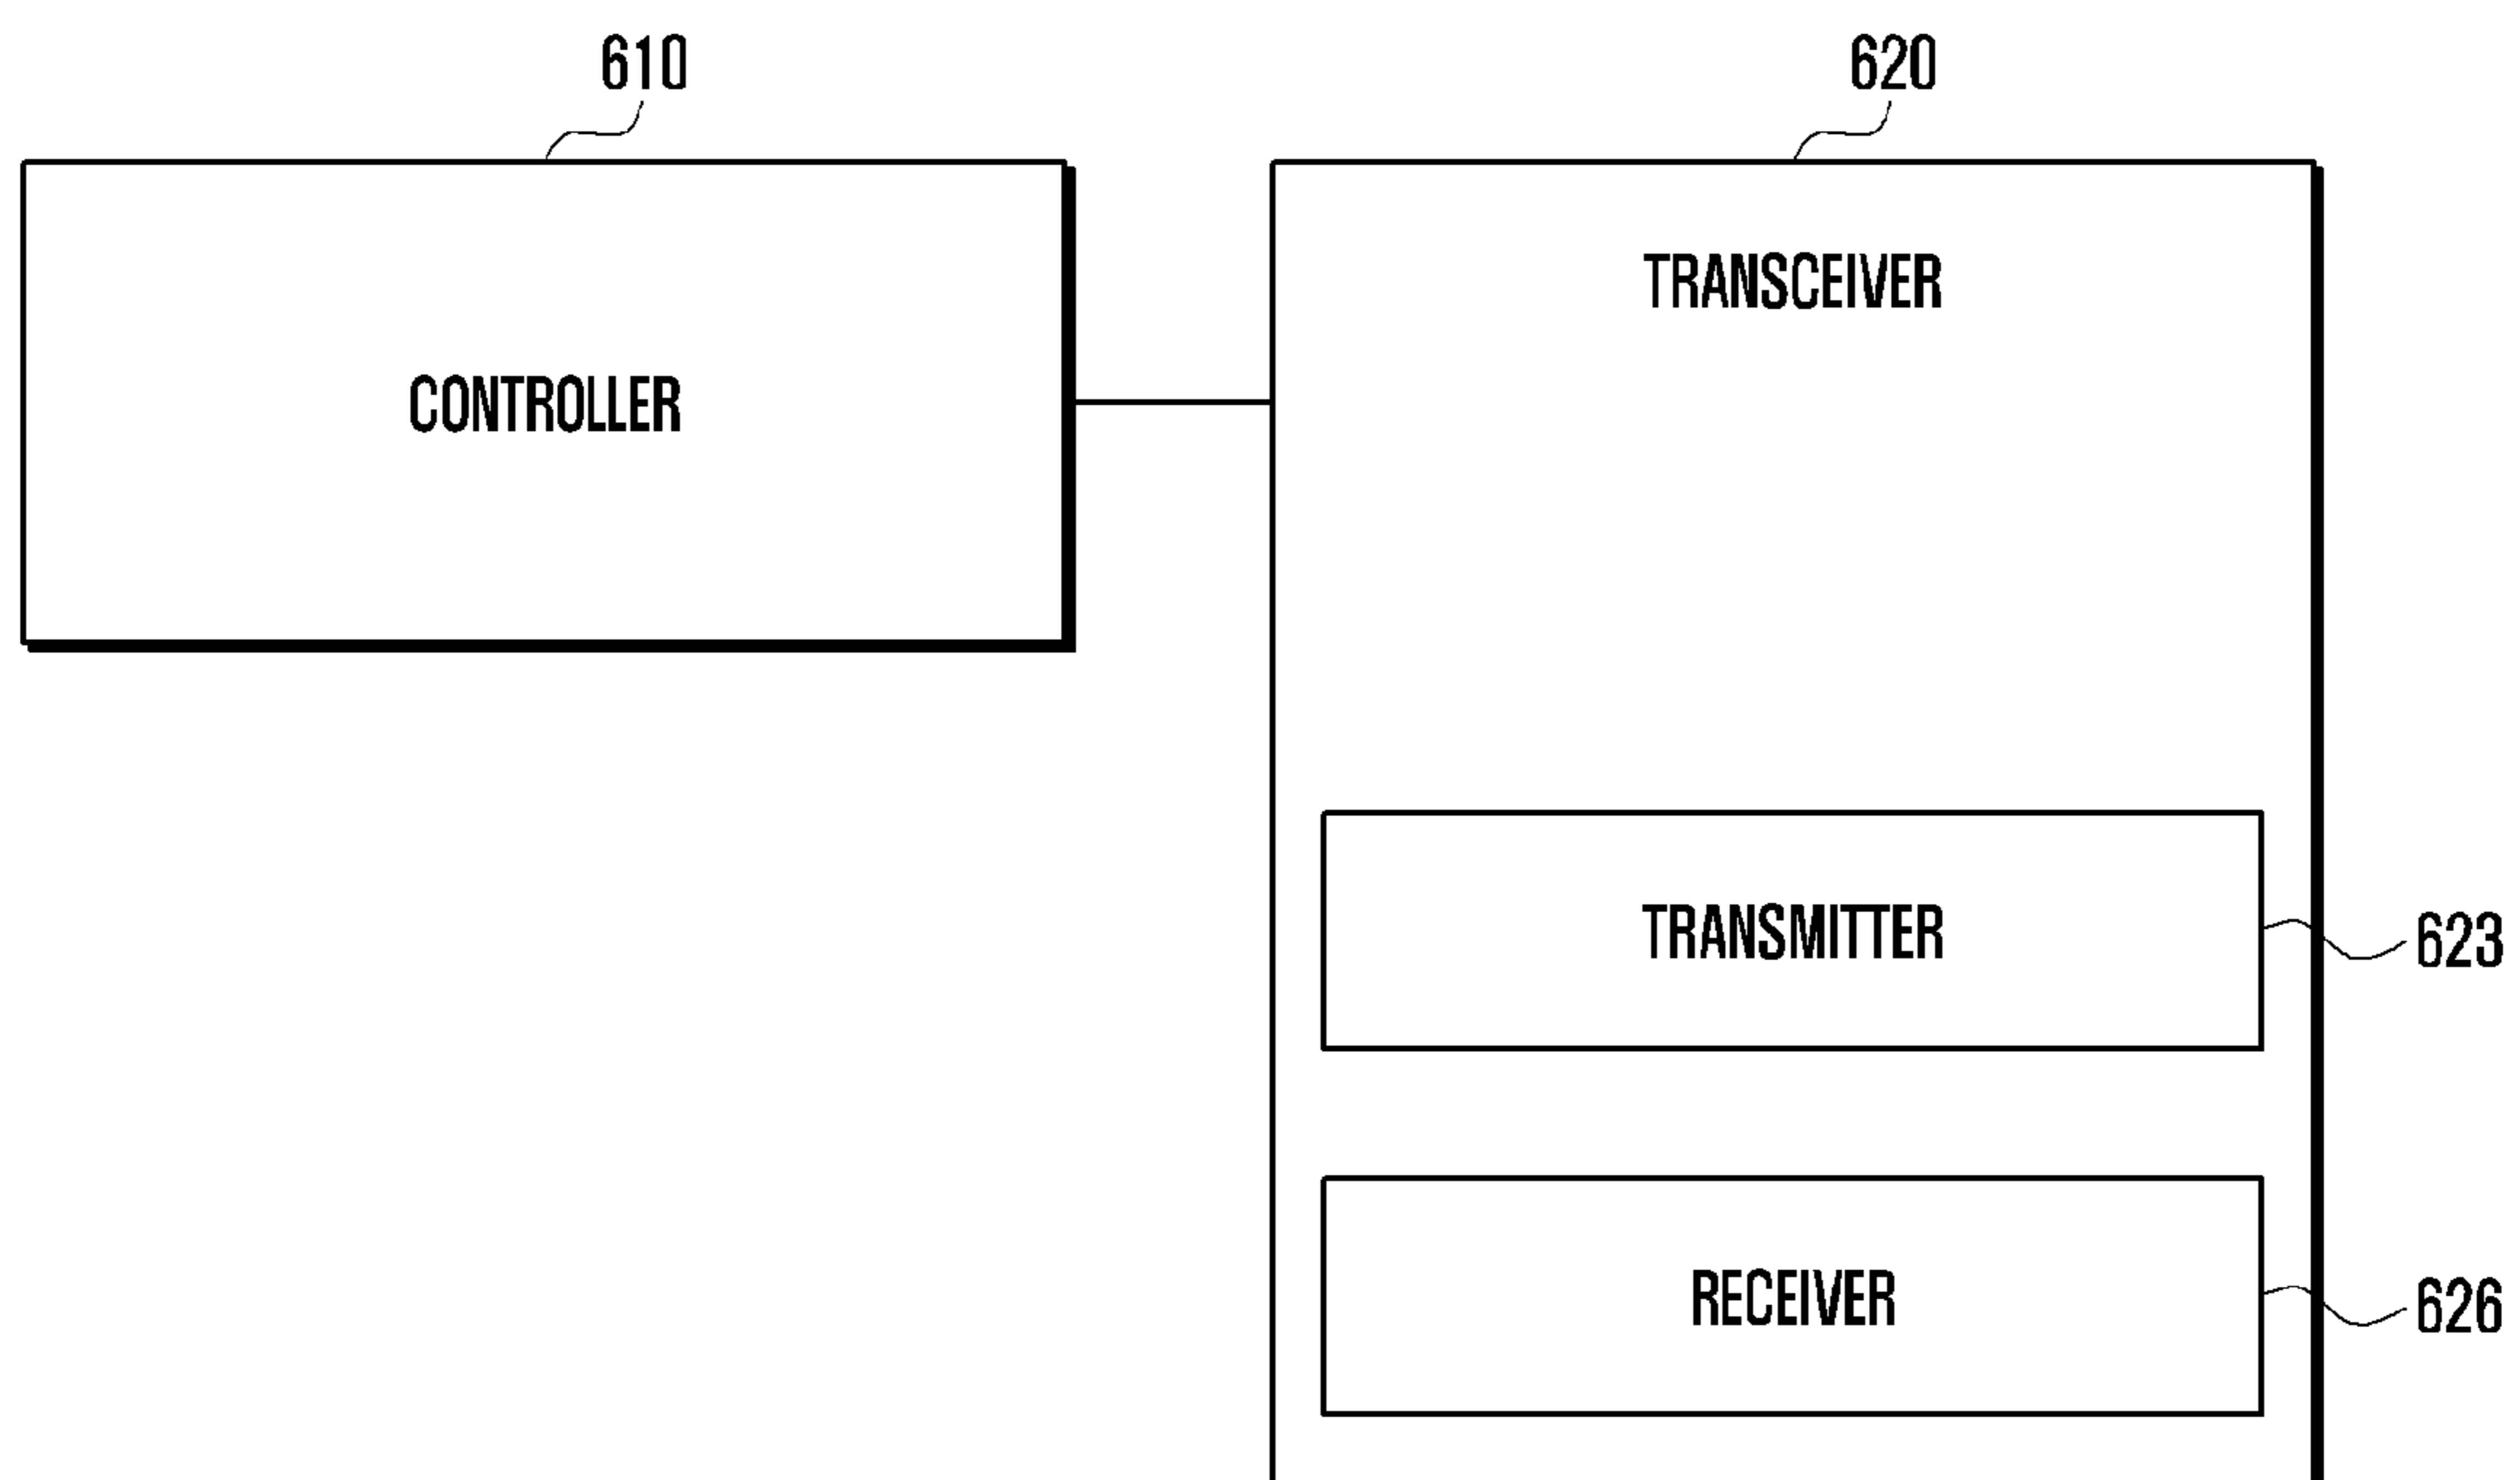 610
620
TRANSCEIVER
CONTROLLER
TRANSMITTER
623
RECEIVER
626